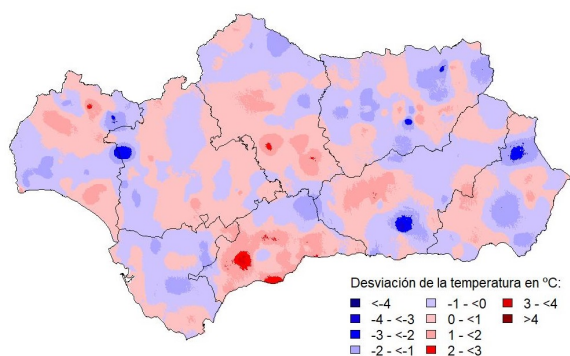 Desviación de la temperatura en ºC:
<-4 -1 - <0 3 - <4
-4 - <-3 0 - <1 >4
-3 - <-2 1 - <2
-2 - <-1 2 - <3